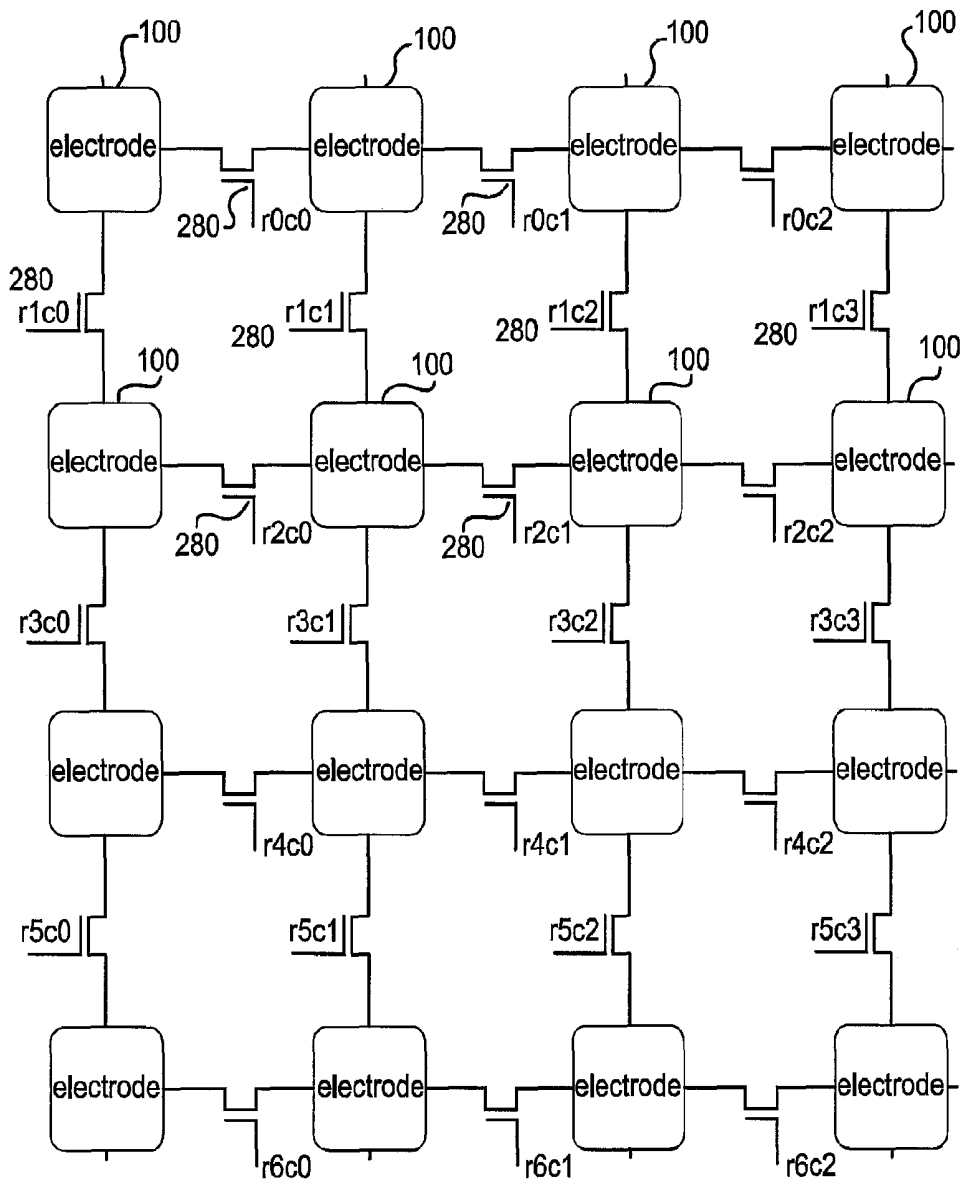 100 100 100 100
electrode electrode electrode electrode
280 r0c0 280 r0c1 r0c2
280
r1c0 r1c1 r1c2 r1c3
280 280 280
100 100 100 100
electrode electrode electrode electrode
280 r2c0 280 r2c1 r2c2
r3c0 r3c1 r3c2 r3c3
electrode electrode electrode electrode
r4c0 r4c1 r4c2
r5c0 r5c1 r5c2 r5c3
electrode electrode electrode electrode
r6c0 r6c1 r6c2